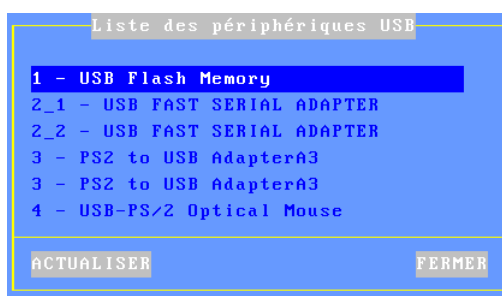 Liste des périphériques USB
1 - USB Flash Memory
2_1 - USB FAST SERIAL ADAPTER
2_2 - USB FAST SERIAL ADAPTER
3 - PS2 to USB AdapterA3
3 - PS2 to USB AdapterA3
4 - USB-PS/2 Optical Mouse
ACTUALISER FERMER